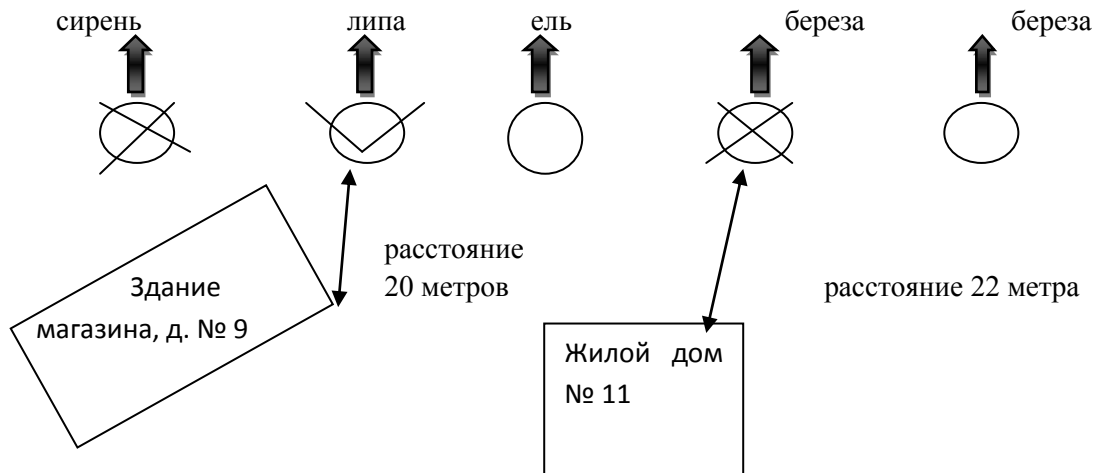 сирень липа ель береза береза
расстояние
20 метров
расстояние 22 метра
Здание
магазина, д. № 9
Жилой дом
№ 11